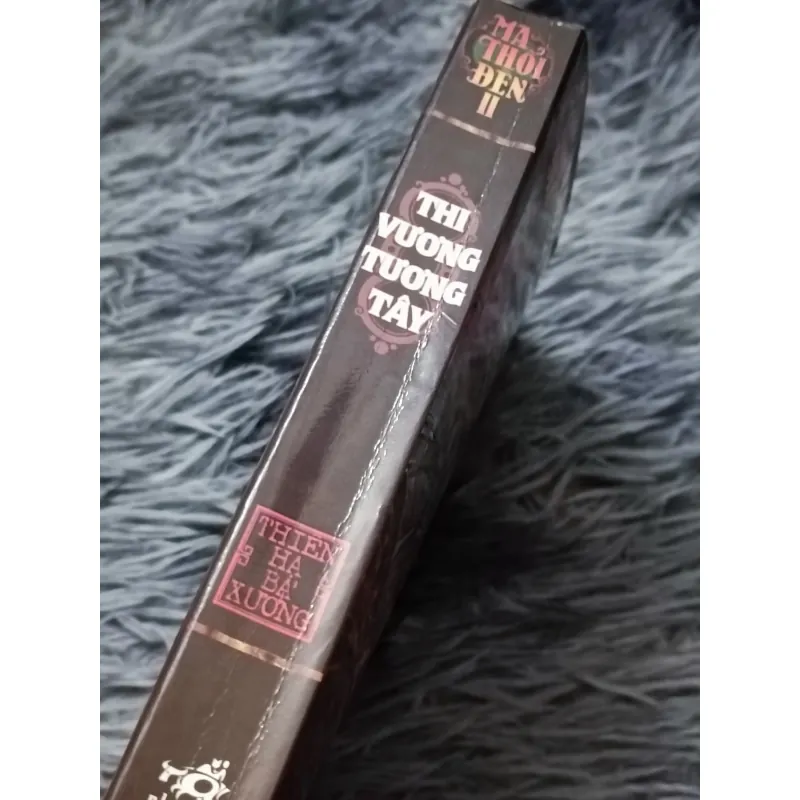 MA
THỔI
ĐÈN
II
THI
VƯƠNG
TƯƠNG
TÂY
THIÊN
HẠ
BÁ
XƯỚNG